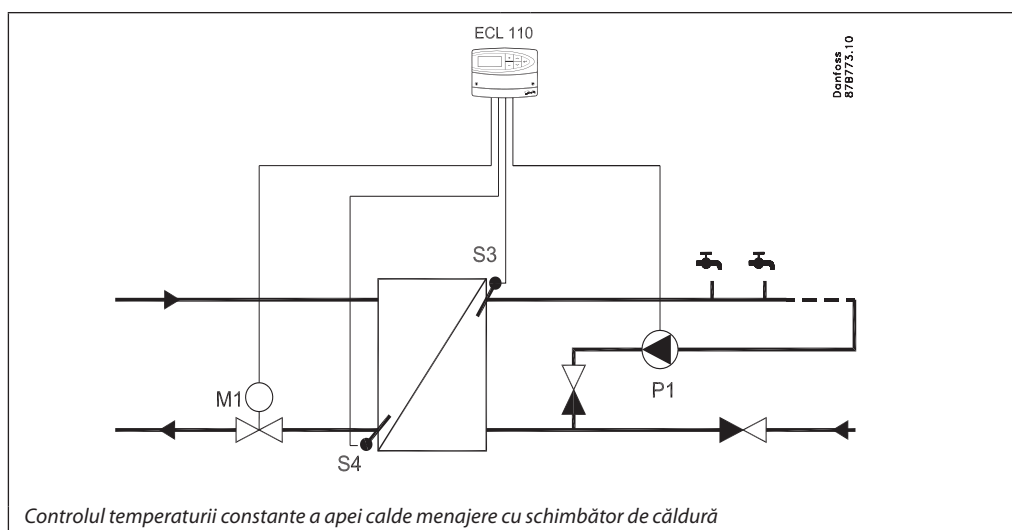 ECL 110
Danfoss
87B773.10
S3
M1
P1
S4
Controlul temperaturii constante a apei calde menajere cu schimbător de căldură